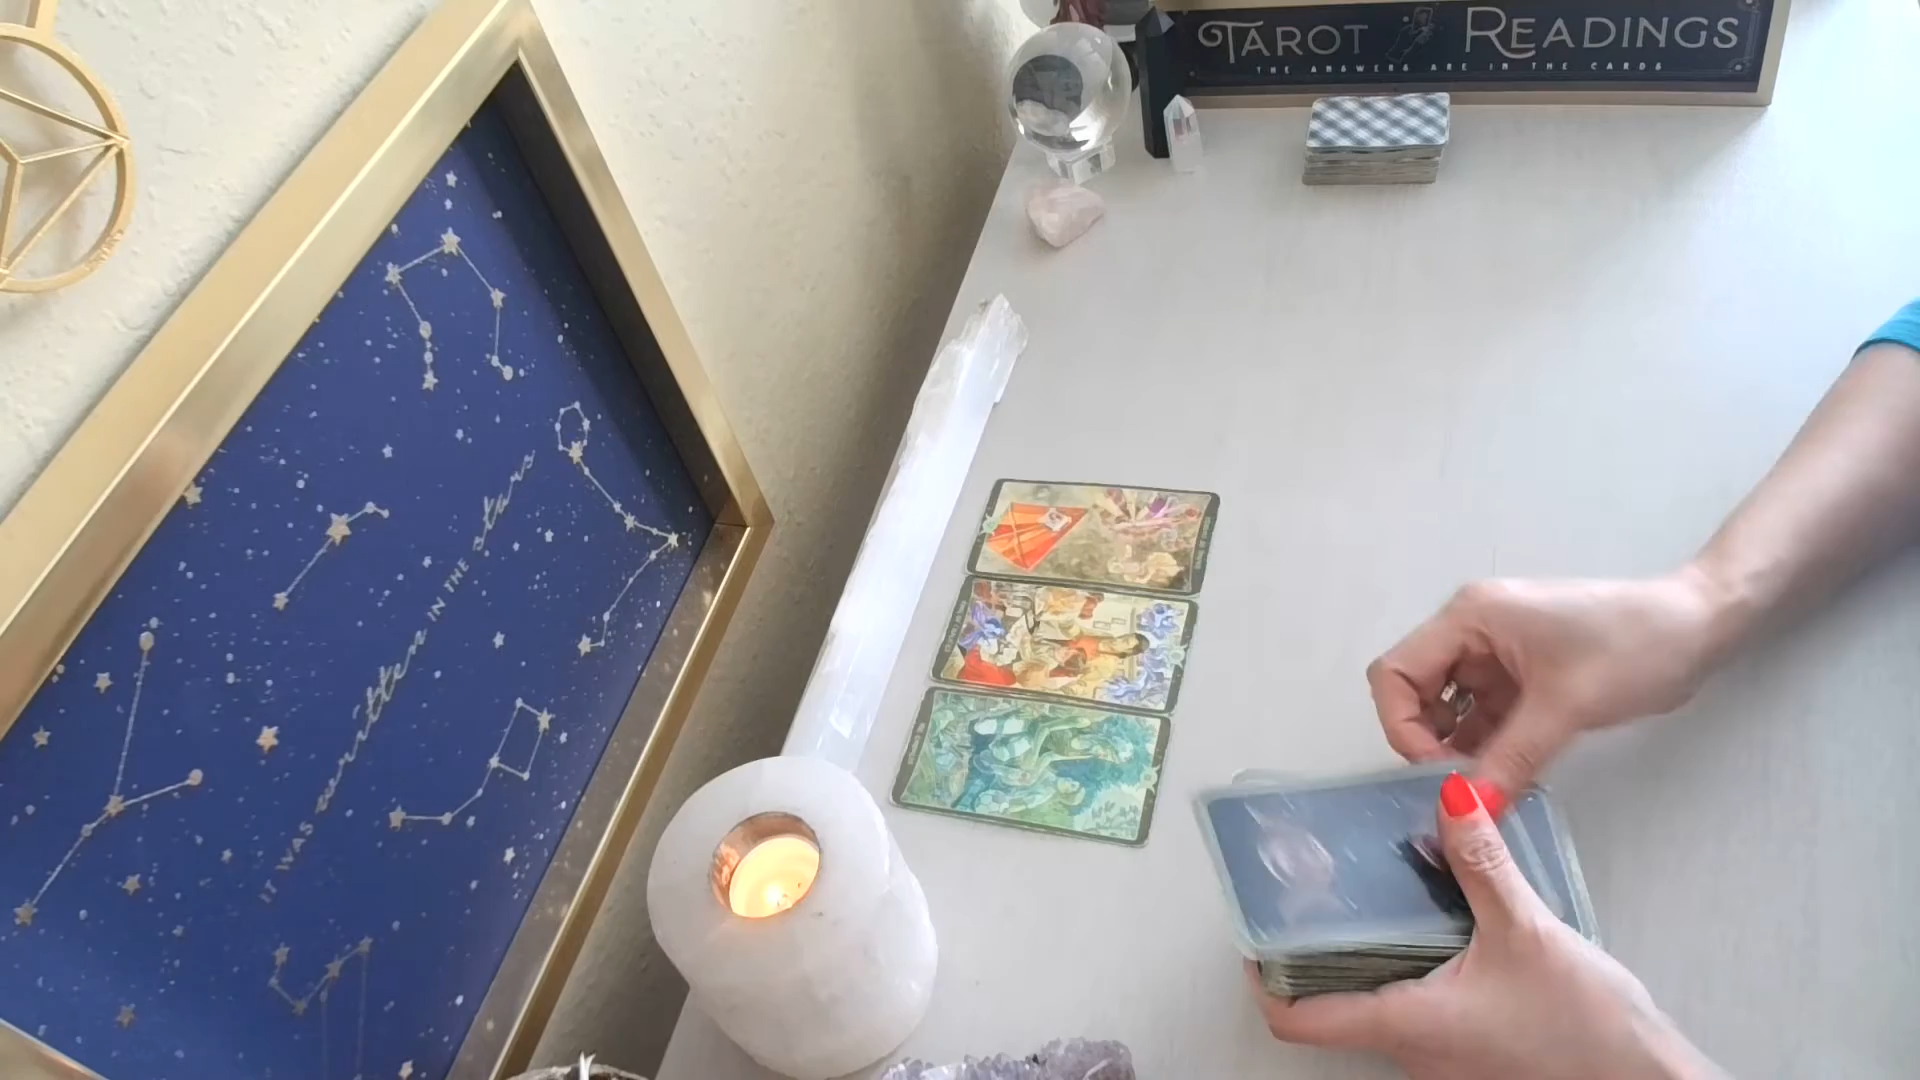 TAROT READINGS
THE ANSWERS ARE IN THE CARDS
IT WAS written IN THE stars